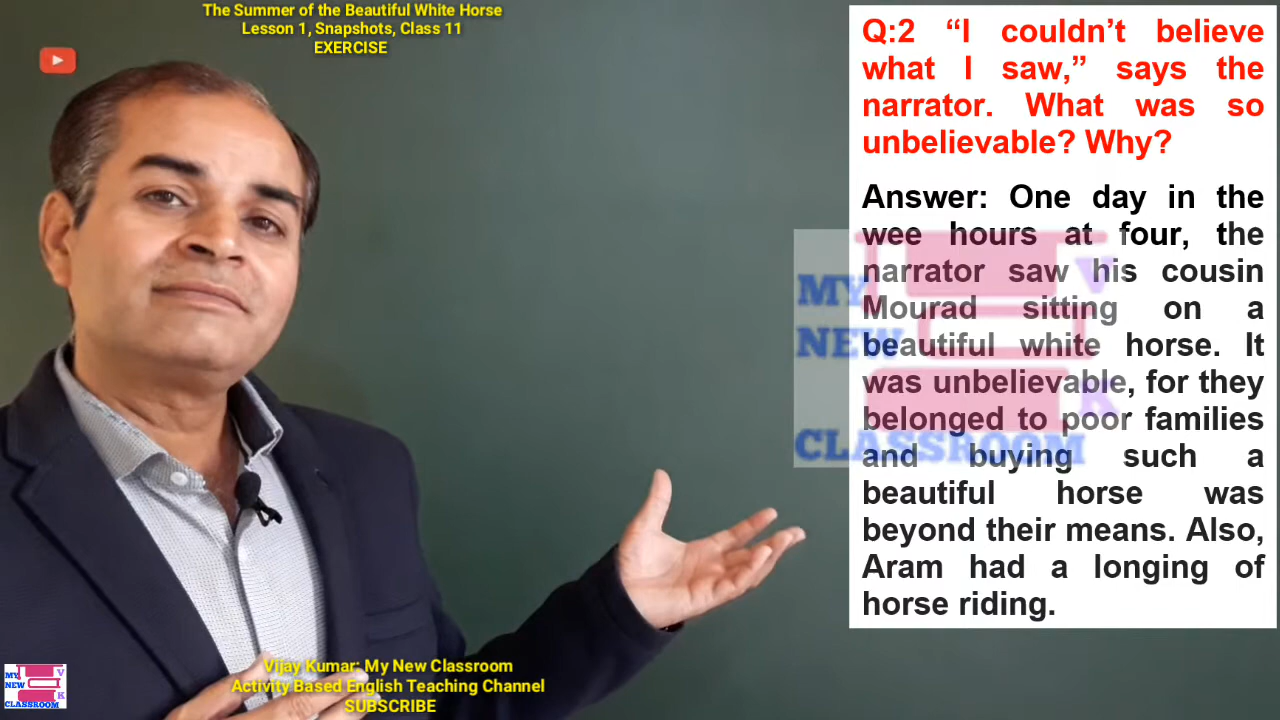 The Summer of the Beautiful White Horse
Lesson 1, Snapshots, Class 11
EXERCISE
Q:2 “I couldn’t believe
what I saw,” says the
narrator. What was so
unbelievable? Why?
Answer: One day in the
wee hours at four, the
narrator saw his cousin
Mourad sitting on a
beautiful white horse. It
was unbelievable, for they
belonged to poor families
and buying such a
beautiful horse was
beyond their means. Also,
Aram had a longing of
horse riding.
MY
NEW
CLASSROOM
V
K
Vijay Kumar: My New Classroom
Activity Based English Teaching Channel
SUBSCRIBE
MY
NEW
CLASSROOM
V
K